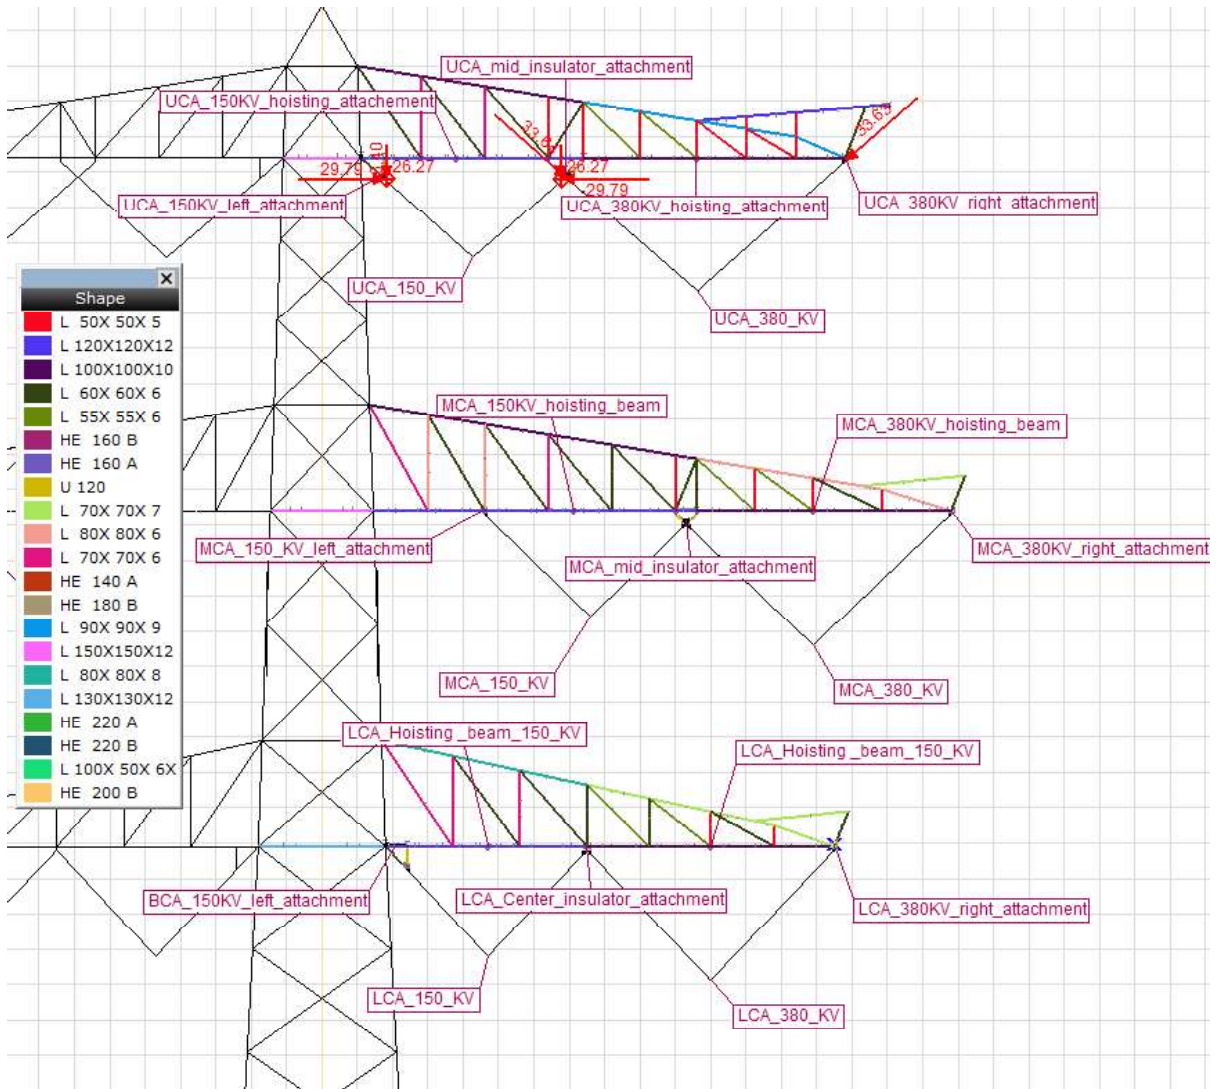 UCA_mid_insulator_attachment
UCA_150KV_hoisting_attachement
33.63
29.79
26.27
26.27
29.79
UCA_150KV_left_attachment
UCA_380KV_hoisting_attachment
UCA 380KV right attachment
UCA_150_KV
UCA_380_KV
Shape
L 50X 50X 5
L 120X120X12
L 100X100X10
L 60X 60X 6
L 55X 55X 6
HE 160 B
HE 160 A
U 120
L 70X 70X 7
L 80X 80X 6
L 70X 70X 6
HE 140 A
HE 180 B
L 90X 90X 9
L 150X150X12
L 80X 80X 8
L 130X130X12
HE 220 A
HE 220 B
L 100X 50X 6X
HE 200 B
MCA_150KV_hoisting_beam
MCA_380KV_hoisting_beam
MCA_150_KV_left_attachment
MCA_mid_insulator_attachment
MCA_380KV_right_attachment
MCA_150_KV
MCA_380_KV
LCA_Hoisting _beam_150_KV
LCA_Hoisting _beam_150_KV
BCA_150KV_left_attachment
LCA_Center_insulator_attachment
LCA_380KV_right_attachment
LCA_150_KV
LCA_380_KV